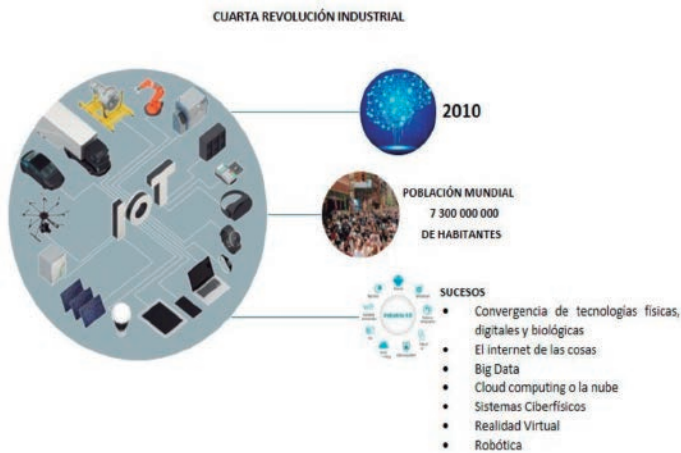 CUARTA REVOLUCIÓN INDUSTRIAL
IoT
2010
POBLACIÓN MUNDIAL
7 300 000 000
DE HABITANTES
SUCESOS
• Convergencia de tecnologías físicas,
digitales y biológicas
• El internet de las cosas
• Big Data
• Cloud computing o la nube
• Sistemas Ciberfísicos
• Realidad Virtual
• Robótica